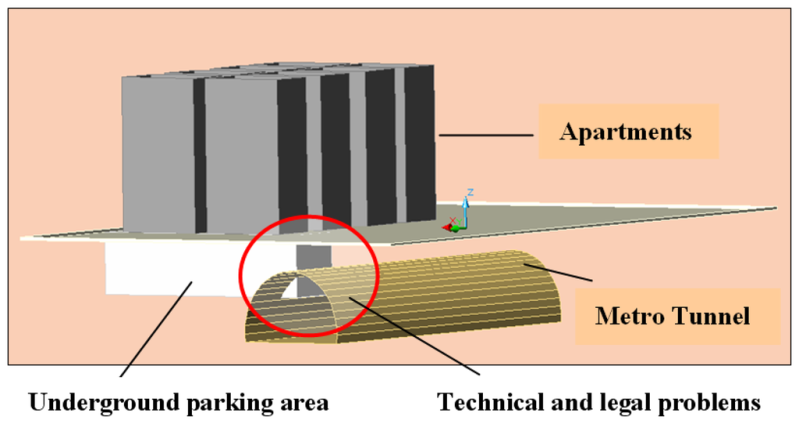 Apartments
z
x
Metro Tunnel
Underground parking area
Technical and legal problems